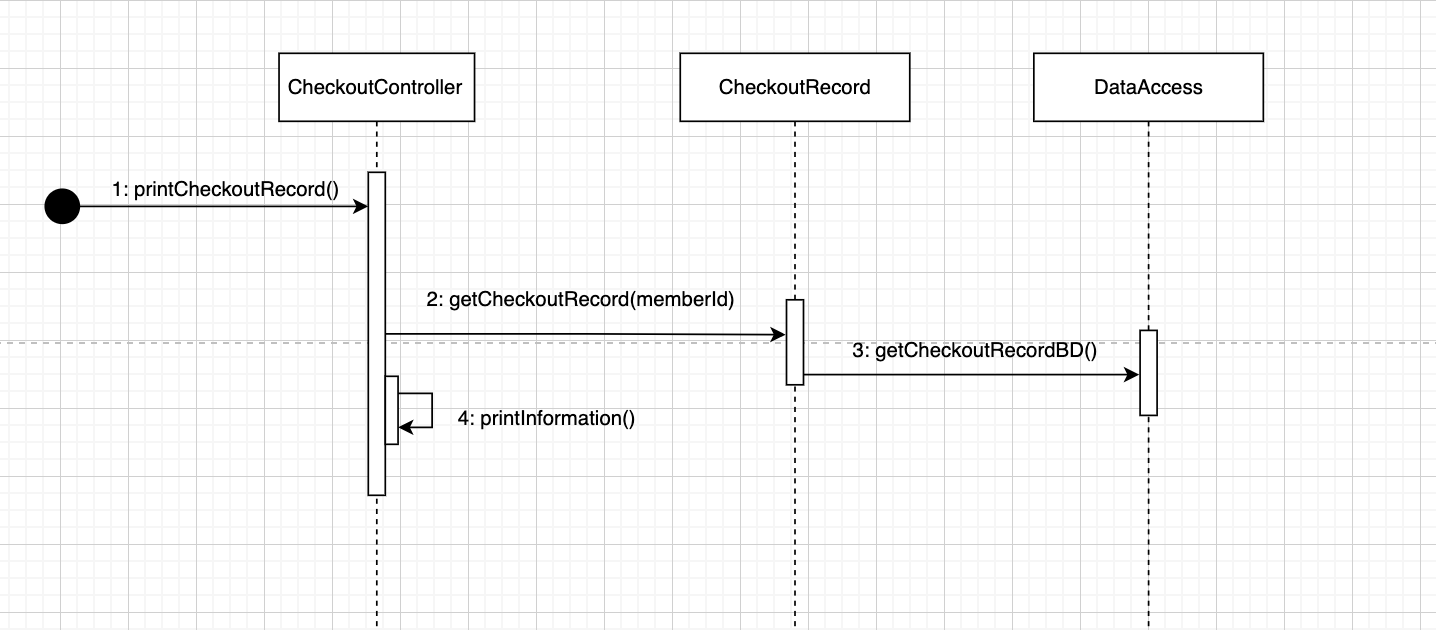 CheckoutController
CheckoutRecord
DataAccess
1: printCheckoutRecord()
2: getCheckoutRecord(memberId)
3: getCheckoutRecordBD()
4: printInformation()